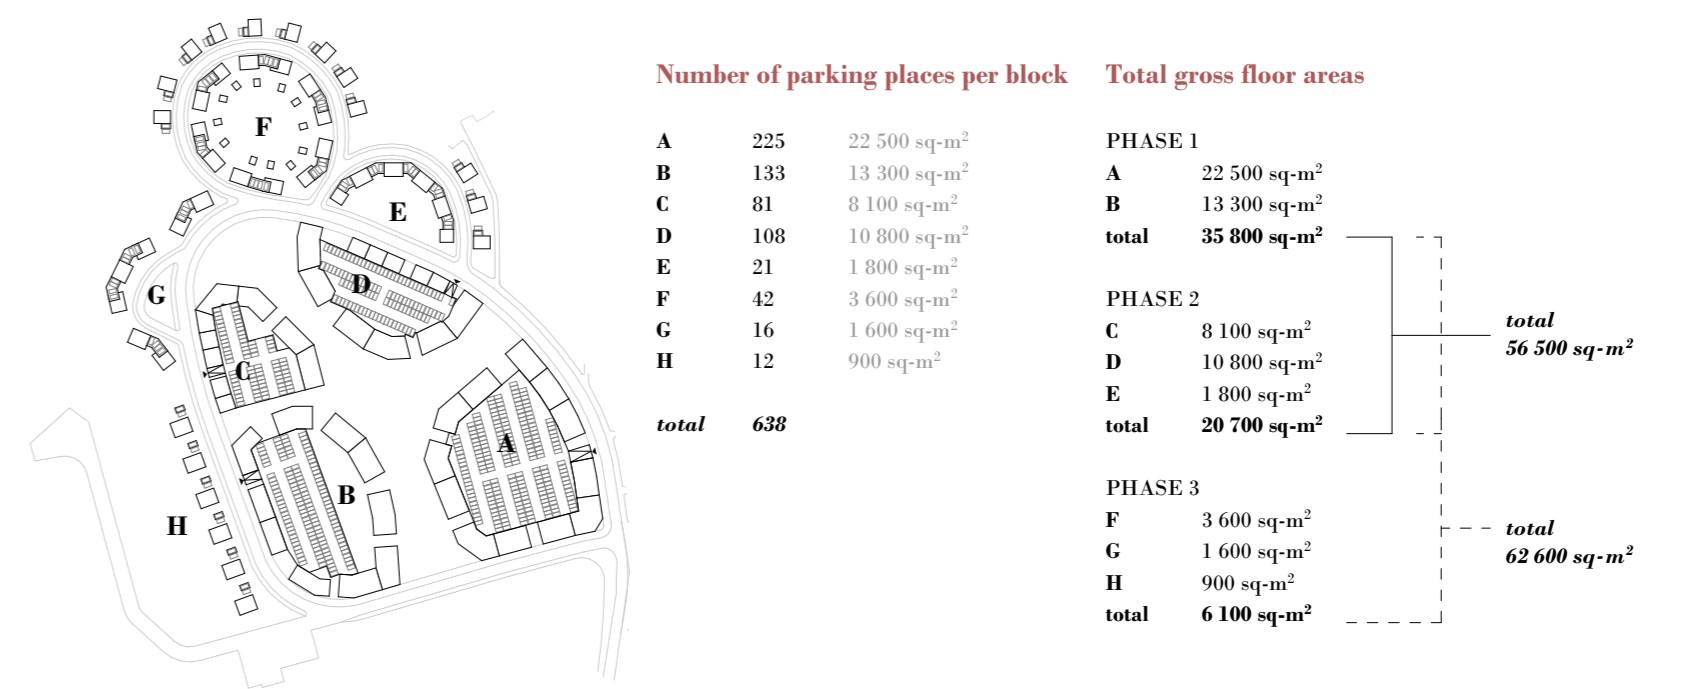 F
E
G
D
C
A
B
H
Number of parking places per block
A 225 22 500 sq-m²
B 133 13 300 sq-m²
C 81 8 100 sq-m²
D 108 10 800 sq-m²
E 21 1 800 sq-m²
F 42 3 600 sq-m²
G 16 1 600 sq-m²
H 12 900 sq-m²
total 638
Total gross floor areas
PHASE 1
A 22 500 sq-m²
B 13 300 sq-m²
total 35 800 sq-m²
PHASE 2
C 8 100 sq-m²
D 10 800 sq-m²
E 1 800 sq-m²
total 20 700 sq-m²
PHASE 3
F 3 600 sq-m²
G 1 600 sq-m²
H 900 sq-m²
total 6 100 sq-m²
total
56 500 sq-m²
total
62 600 sq-m²